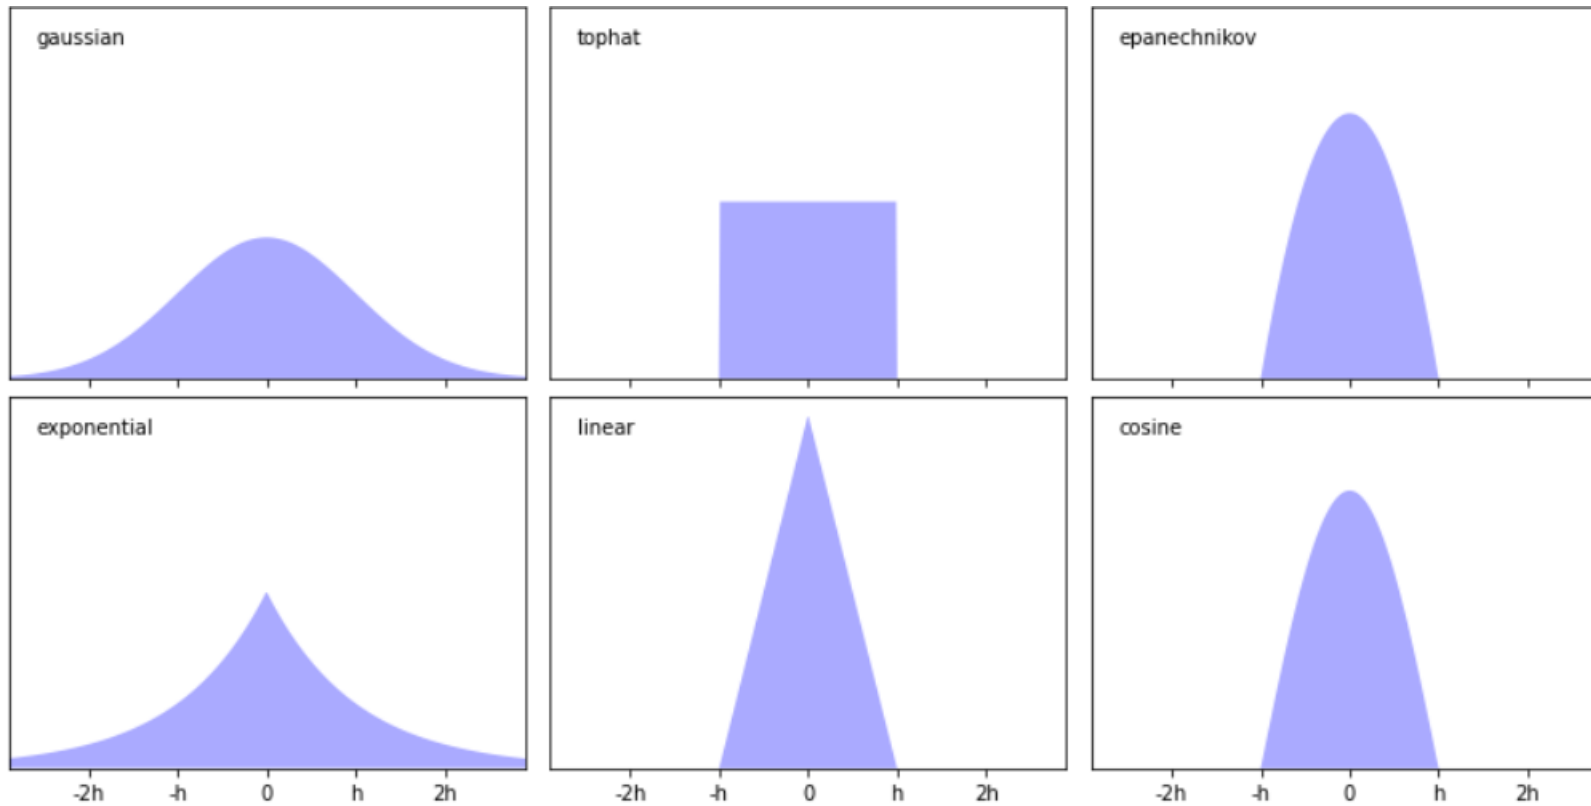 gaussian
tophat
epanechnikov
exponential
linear
cosine
-2h -h 0 h 2h
-2h -h 0 h 2h
-2h -h 0 h 2h